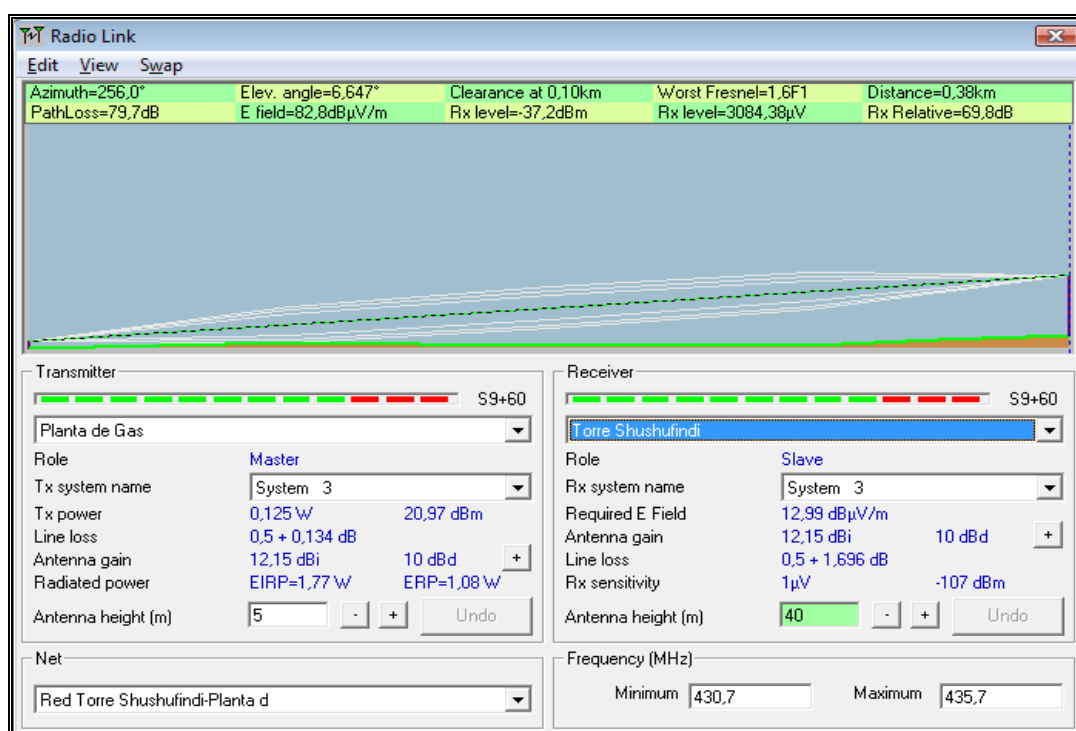 Radio Link
Edit View Swap
Azimuth=256,0° Elev. angle=6,647° Clearance at 0,10km Worst Fresnel=1,6F1 Distance=0,38km
PathLoss=79,7dB E field=82,8dBµV/m Rx level=-37,2dBm Rx level=3084,38µV Rx Relative=69,8dB
Transmitter
S9+60
Planta de Gas
Role Master
Tx system name System 3
Tx power 0,125 W 20,97 dBm
Line loss 0,5 + 0,134 dB
Antenna gain 12,15 dBi 10 dBd +
Radiated power EIRP=1,77 W ERP=1,08 W
Antenna height (m) 5 - + Undo
Net
Red Torre Shushufindi-Planta d
Receiver
S9+60
Torre Shushufindi
Role Slave
Rx system name System 3
Required E Field 12,99 dBµV/m
Antenna gain 12,15 dBi 10 dBd +
Line loss 0,5 + 1,696 dB
Rx sensitivity 1µV -107 dBm
Antenna height (m) 40 - + Undo
Frequency (MHz)
Minimum 430,7 Maximum 435,7